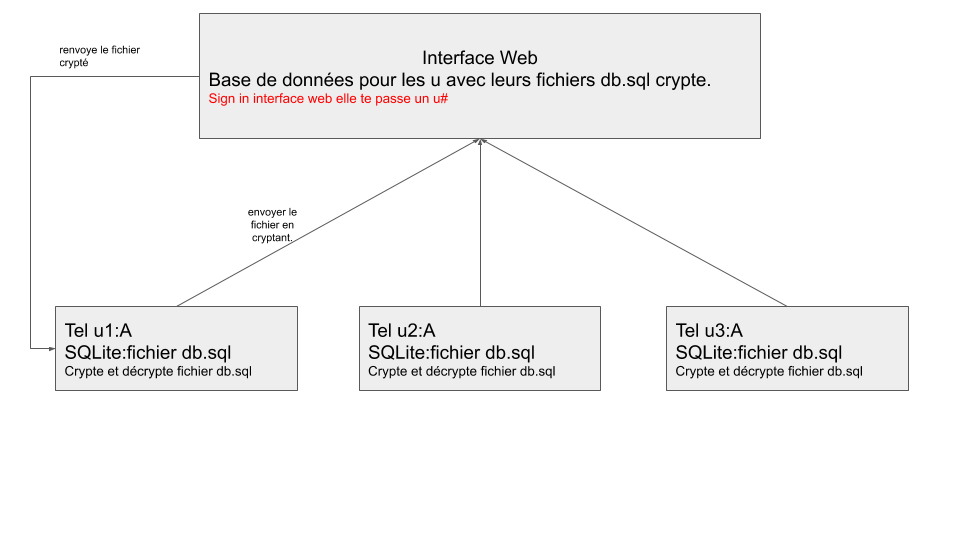 renvoye le fichier
crypté
Interface Web
Base de données pour les u avec leurs fichiers db.sql crypte.
Sign in interface web elle te passe un u#
envoyer le
fichier en
cryptant.
Tel u1:A
SQLite:fichier db.sql
Crypte et décrypte fichier db.sql
Tel u2:A
SQLite:fichier db.sql
Crypte et décrypte fichier db.sql
Tel u3:A
SQLite:fichier db.sql
Crypte et décrypte fichier db.sql